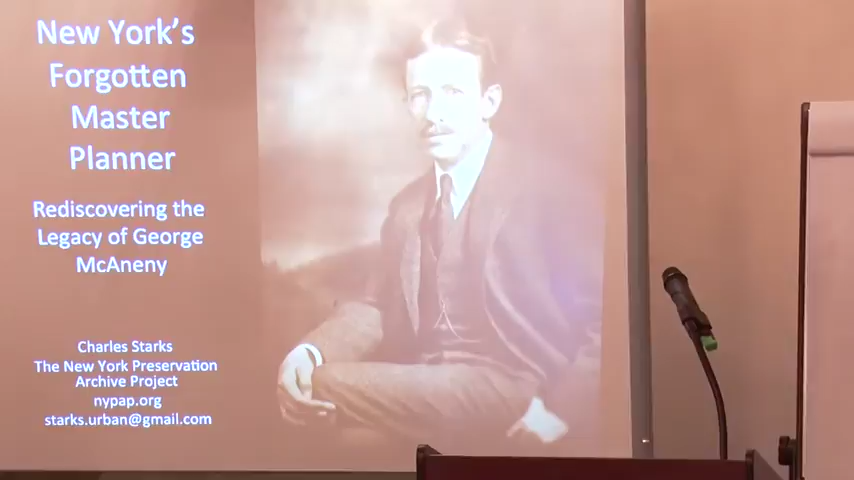 New York's
Forgotten
Master
Planner
Rediscovering the
Legacy of George
McAneny
Charles Starks
The New York Preservation
Archive Project
nypap.org
starks.urban@gmail.com